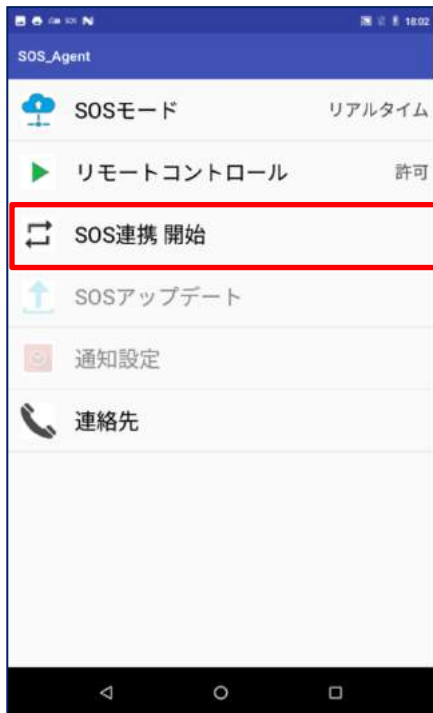 18:02
SOS_Agent
SOSモード リアルタイム
リモートコントロール 許可
SOS連携 開始
SOSアップデート
通知設定
連絡先